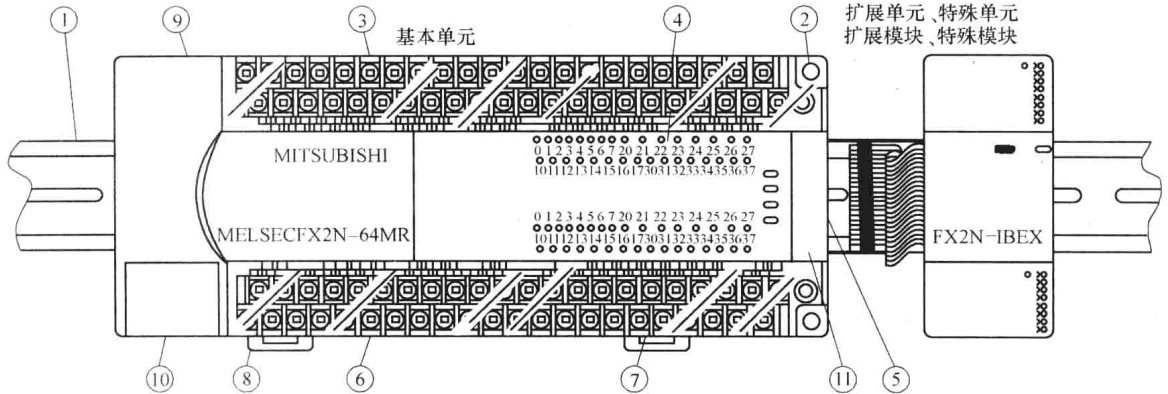 ① ⑨ ③ 基本单元 ④ ② 扩展单元、特殊单元
扩展模块、特殊模块
MITSUBISHI
0 1 2 3 4 5 6 7 20 21 22 23 24 25 26 27
10 11 12 13 14 15 16 17 30 31 32 33 34 35 36 37
MELSECFX2N-64MR
0 1 2 3 4 5 6 7 20 21 22 23 24 25 26 27
10 11 12 13 14 15 16 17 30 31 32 33 34 35 36 37
FX2N-IBEX
⑩ ⑧ ⑥ ⑦ ⑪ ⑤